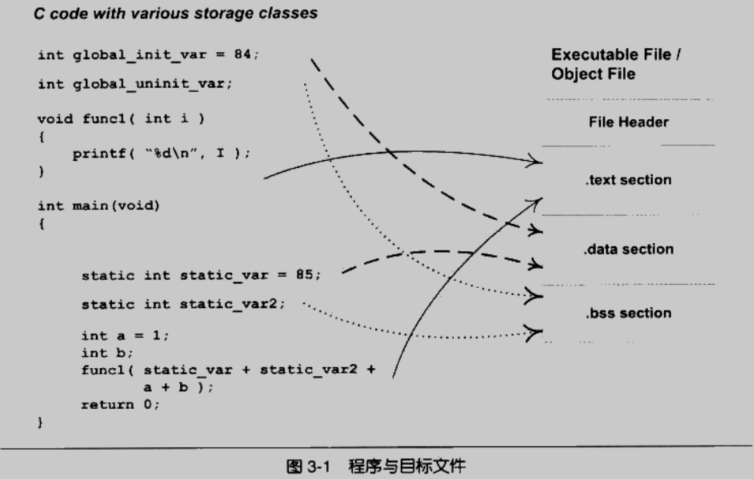 C code with various storage classes
int global_init_var = 84;
int global_uninit_var;
void func1( int i )
{
printf( "%d\n", I );
}
int main(void)
{
static int static_var = 85;
static int static_var2;
int a = 1;
int b;
func1( static_var + static_var2 +
a + b );
return 0;
}
Executable File /
Object File
File Header
.text section
.data section
.bss section
图 3-1 程序与目标文件